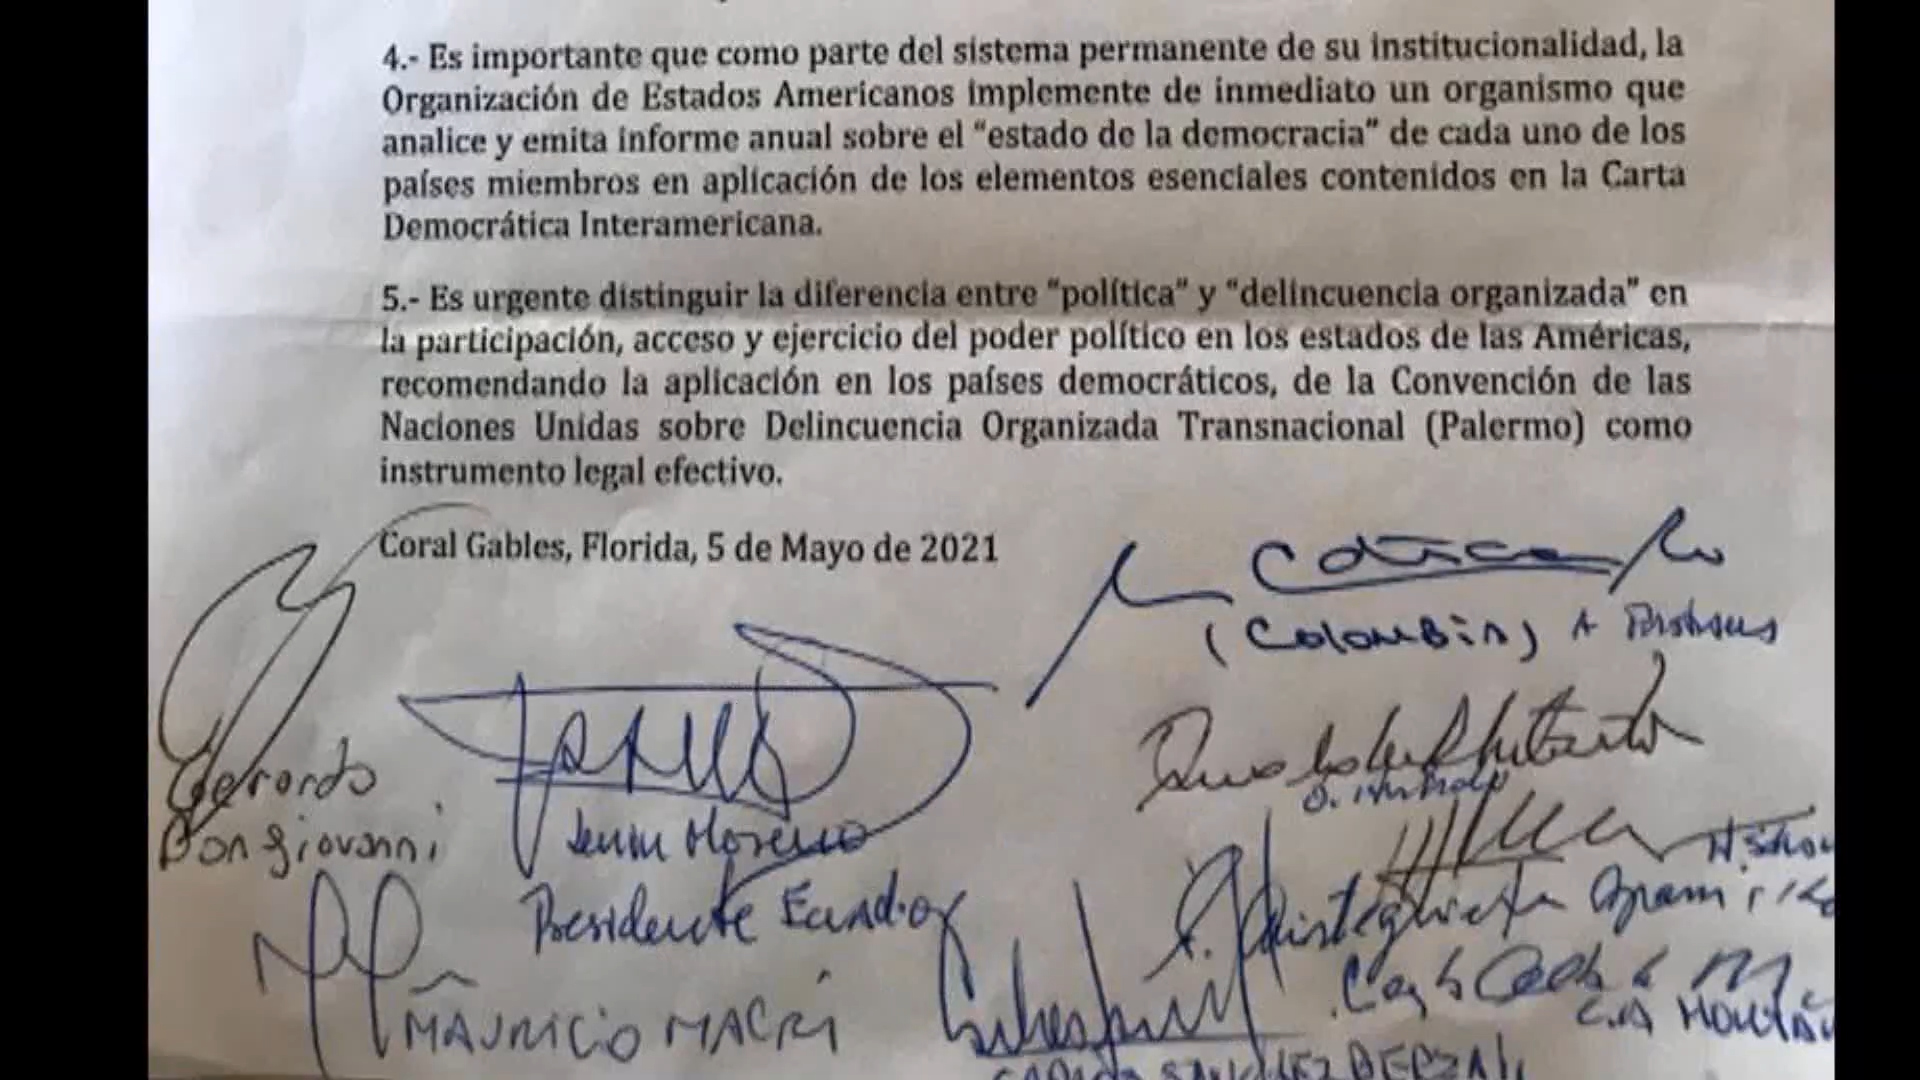 4.- Es importante que como parte del sistema permanente de su institucionalidad, la
Organización de Estados Americanos implemente de inmediato un organismo que
analice y emita informe anual sobre el “estado de la democracia” de cada uno de los
países miembros en aplicación de los elementos esenciales contenidos en la Carta
Democrática Interamericana.
5.- Es urgente distinguir la diferencia entre “política” y “delincuencia organizada” en
la participación, acceso y ejercicio del poder político en los estados de las Américas,
recomendando la aplicación en los países democráticos, de la Convención de las
Naciones Unidas sobre Delincuencia Organizada Transnacional (Palermo) como
instrumento legal efectivo.
Coral Gables, Florida, 5 de Mayo de 2021
(Colombia) A Pastrana
Gerardo
Bongiovanni
Lenin Moreno
Presidente Ecuador
MAURICIO MACRI